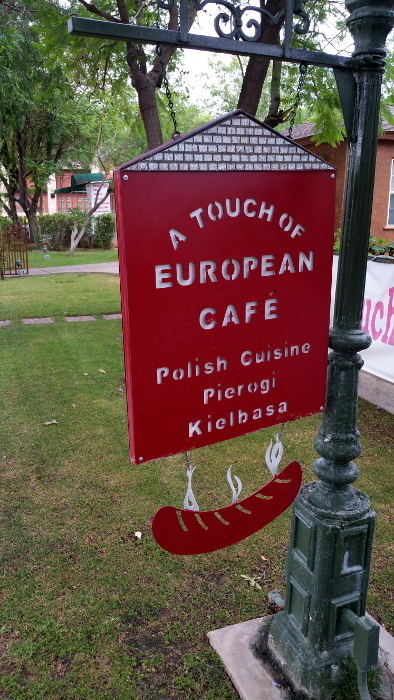 A TOUCH OF
EUROPEAN
CAFÉ
Polish Cuisine
Pierogi
Kielbasa